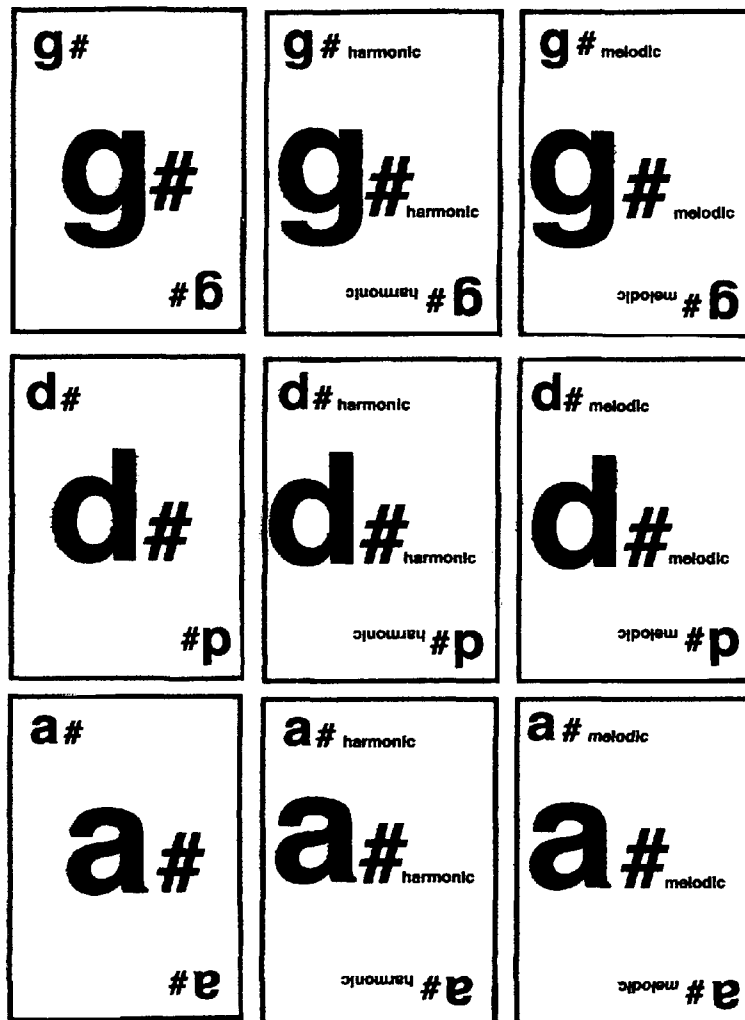 g#
g#
g#
g# harmonic
g# harmonic
g# harmonic
g# melodic
g# melodic
g# melodic
d#
d#
d#
d# harmonic
d# harmonic
d# harmonic
d# melodic
d# melodic
d# melodic
a#
a#
a#
a# harmonic
a# harmonic
a# harmonic
a# melodic
a# melodic
a# melodic